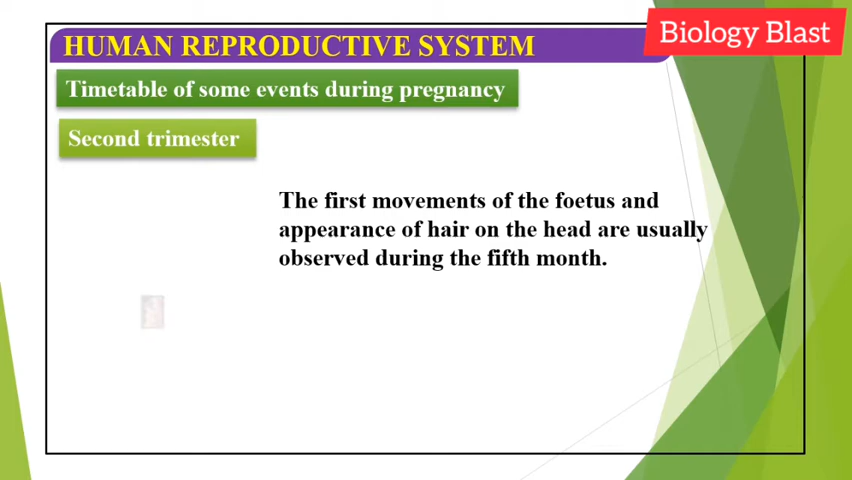 HUMAN REPRODUCTIVE SYSTEM
Biology Blast
Timetable of some events during pregnancy
Second trimester
The first movements of the foetus and
appearance of hair on the head are usually
observed during the fifth month.